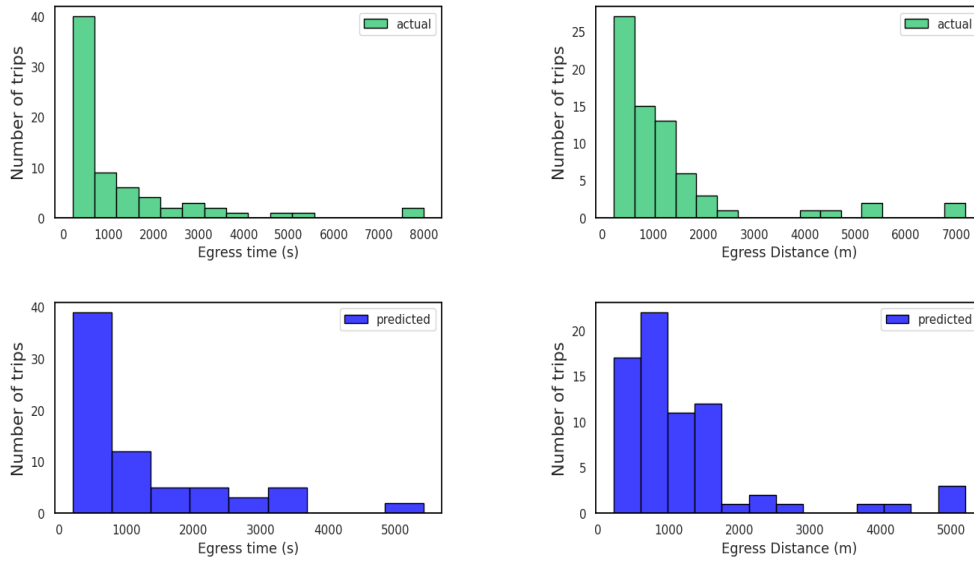 Number of trips
40
30
20
10
0
actual
0 1000 2000 3000 4000 5000 6000 7000 8000
Egress time (s)
Number of trips
25
20
15
10
5
0
actual
0 1000 2000 3000 4000 5000 6000 7000
Egress Distance (m)
Number of trips
40
30
20
10
0
predicted
0 1000 2000 3000 4000 5000
Egress time (s)
Number of trips
20
15
10
5
0
predicted
0 1000 2000 3000 4000 5000
Egress Distance (m)